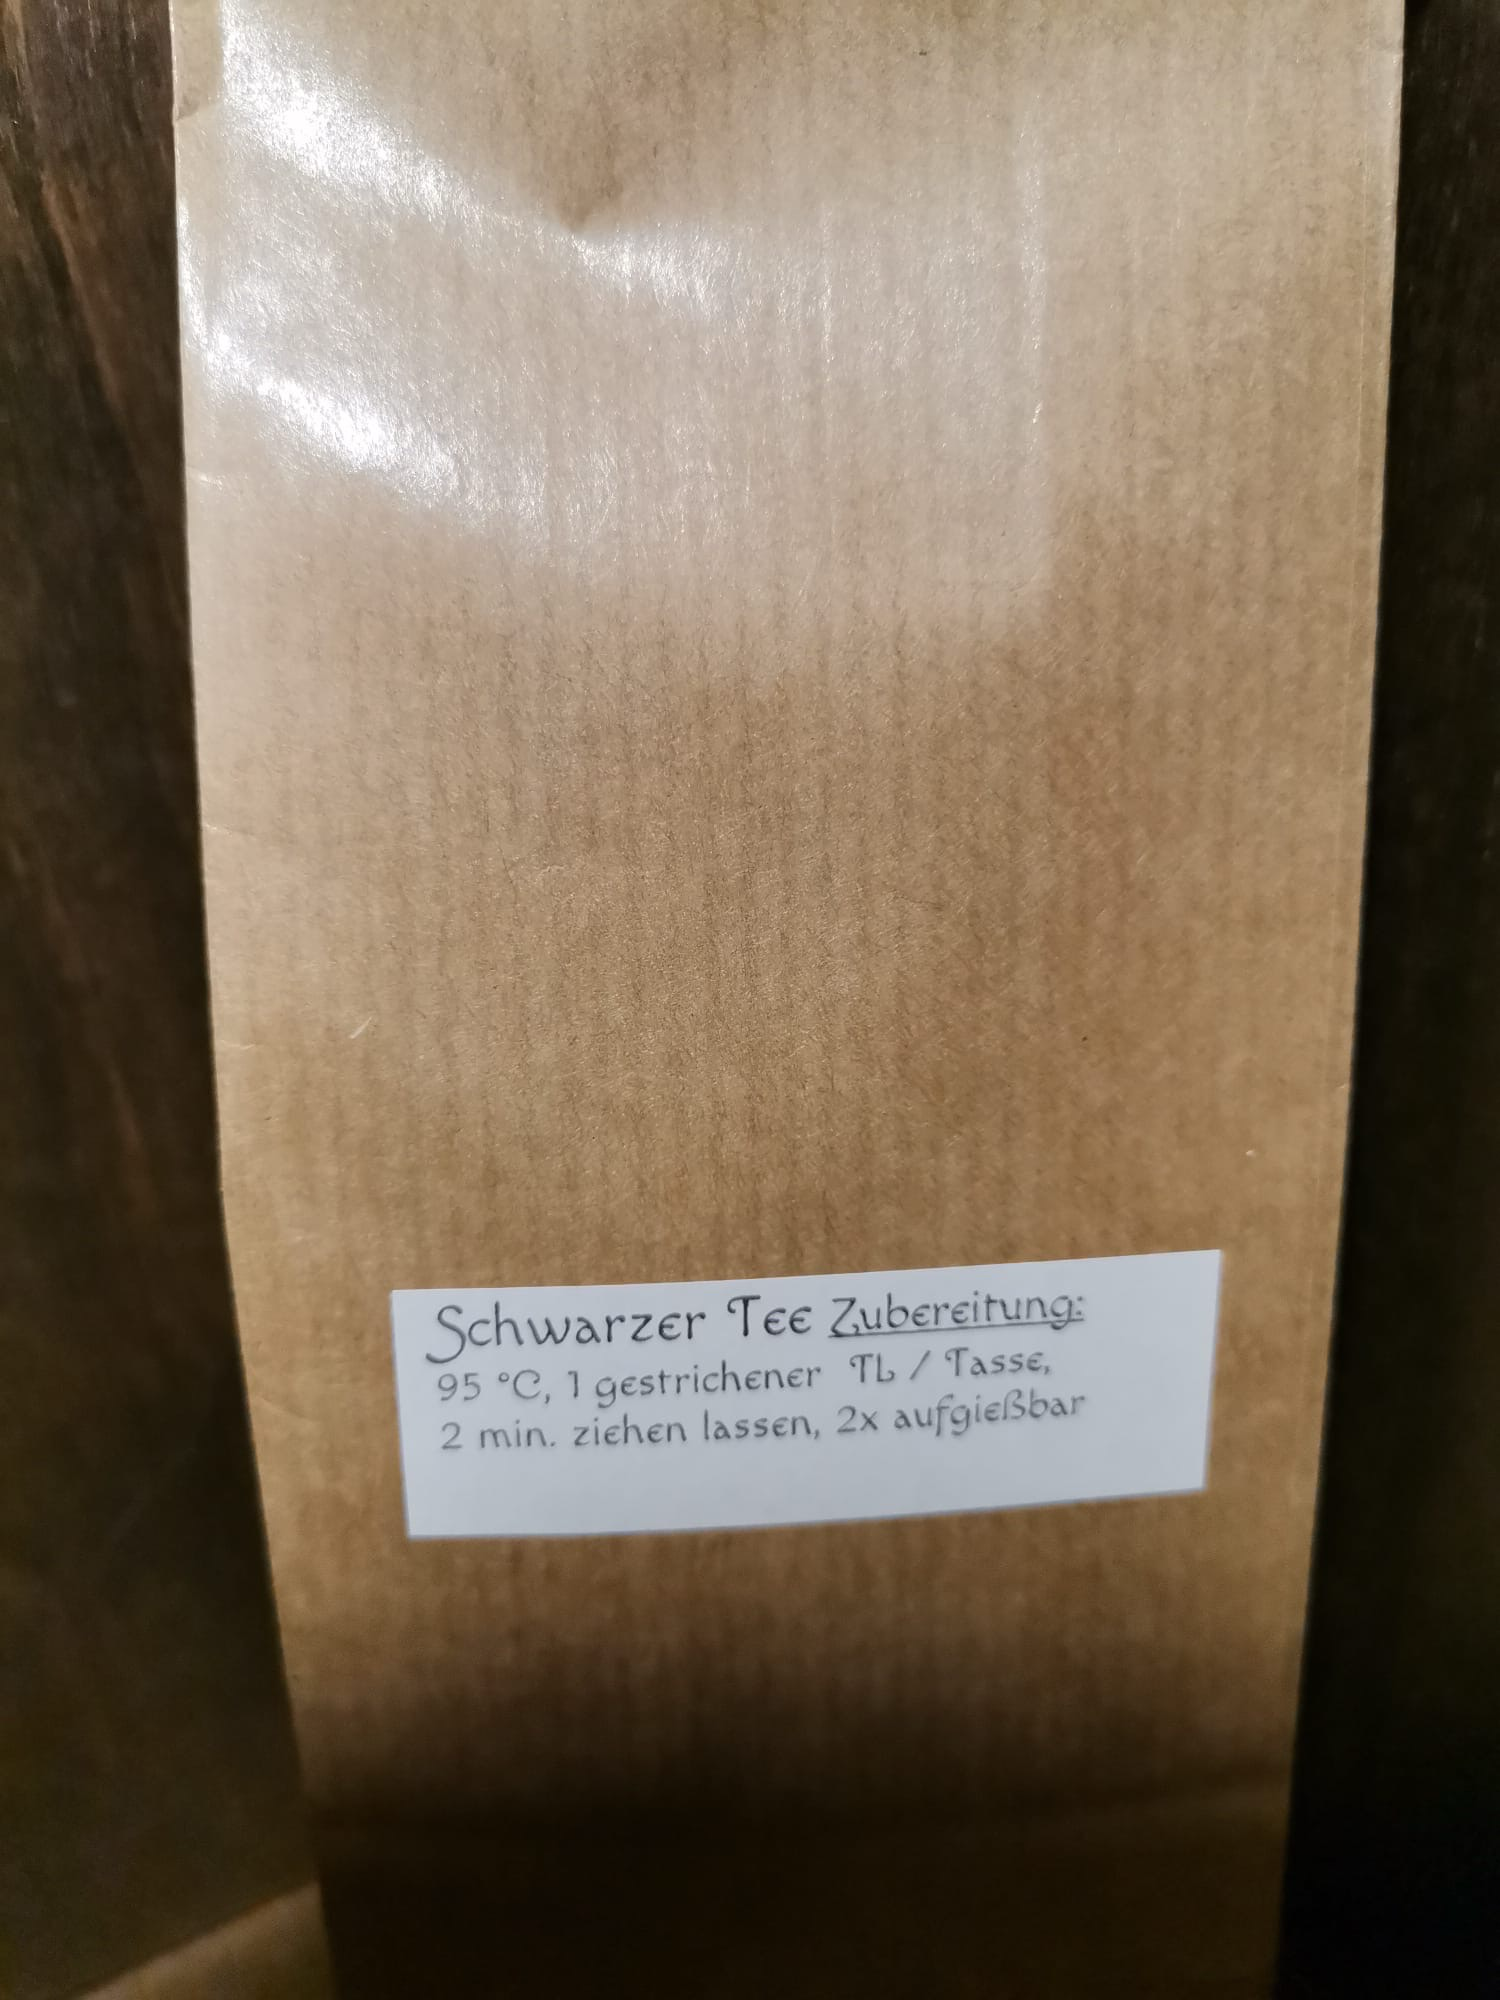 Schwarzer Tee Zubereitung:
95 °C, 1 gestrichener TL / Tasse,
2 min. ziehen lassen, 2x aufgießbar